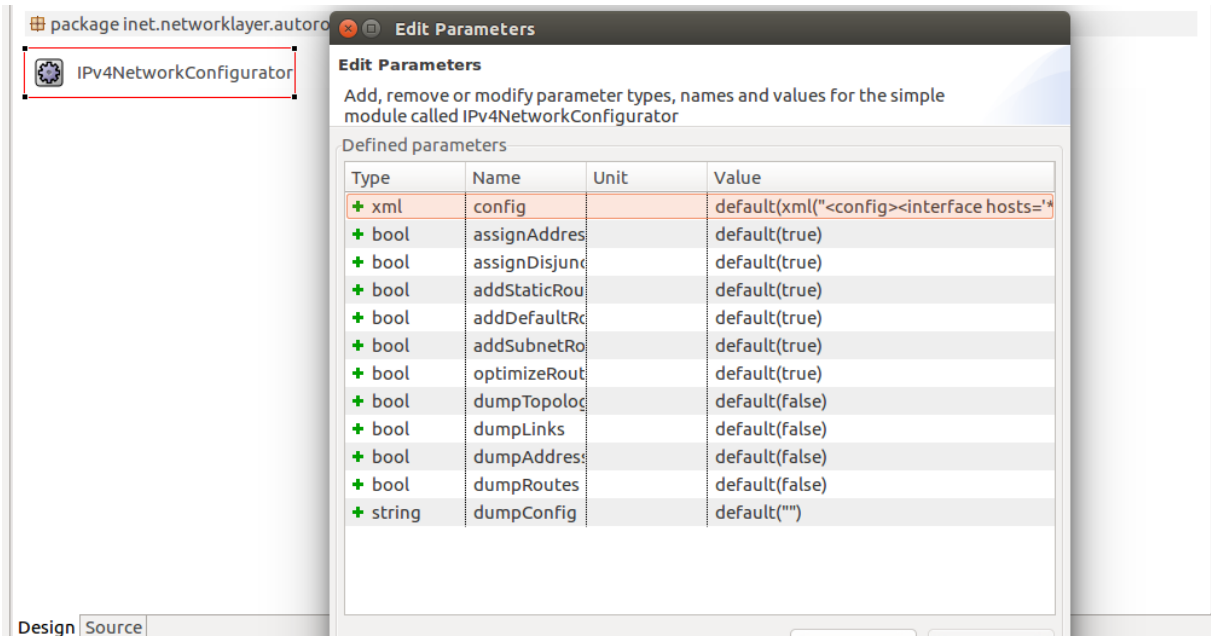 package inet.networklayer.autoro
IPv4NetworkConfigurator
Edit Parameters
Edit Parameters
Add, remove or modify parameter types, names and values for the simple
module called IPv4NetworkConfigurator
Defined parameters
Type Name Unit Value
xml config default(xml("<config><interface hosts='*
bool assignAddres default(true)
bool assignDisjunc default(true)
bool addStaticRou default(true)
bool addDefaultRo default(true)
bool addSubnetRo default(true)
bool optimizeRout default(true)
bool dumpTopolog default(false)
bool dumpLinks default(false)
bool dumpAddress default(false)
bool dumpRoutes default(false)
string dumpConfig default("")
Design Source